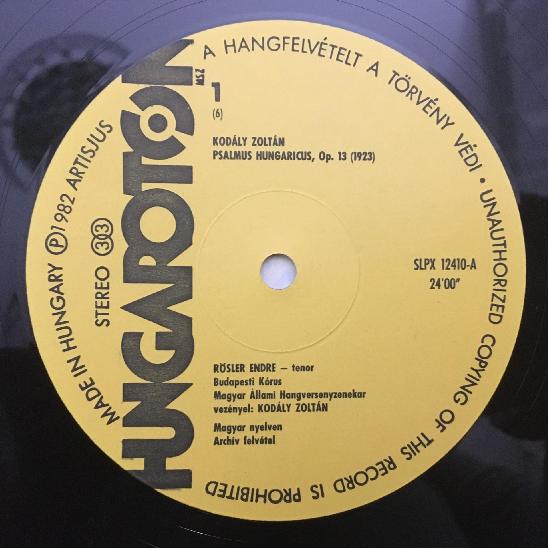 MADE IN HUNGARY Ⓟ 1982 ARTISJUS
A HANGFELVÉTELT A TÖRVÉNY VÉDI • UNAUTHORIZED COPYING OF THIS RECORD IS PROHIBITED
STEREO 33
HUNGAROTON
MSZ
1
(6)
KODÁLY ZOLTÁN
PSALMUS HUNGARICUS, Op. 13 (1923)
SLPX 12410-A
24'00"
RÖSLER ENDRE – tenor
Budapesti Kórus
Magyar Állami Hangversenyzenekar
vezényel: KODÁLY ZOLTÁN
Magyar nyelven
Archív felvétel